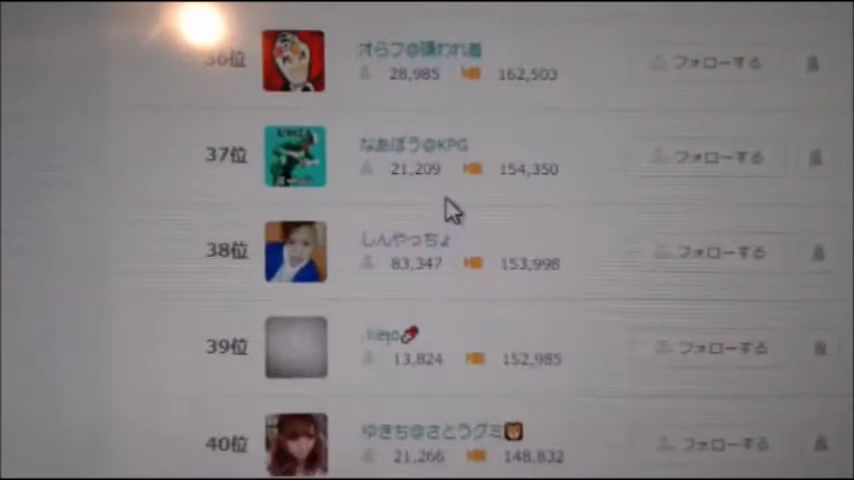 36位
オらフ@嫌われ者
28,985 162,503
フォローする
37位
なあぼう@KPG
21,209 154,350
フォローする
38位
しんやっちょ
83,347 153,998
フォローする
39位
13,824 152,985
フォローする
40位
ゆきち@さとうグミ
21,266 148,832
フォローする